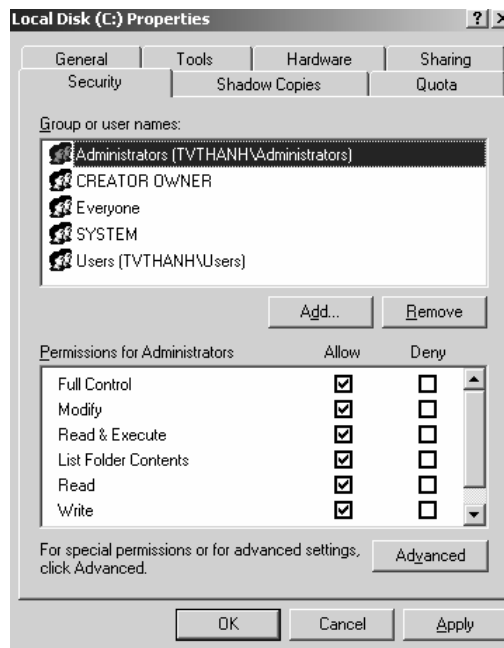 Local Disk (C:) Properties
General Tools Hardware Sharing
Security Shadow Copies Quota
Group or user names:
Administrators (TVTHANH\Administrators)
CREATOR OWNER
Everyone
SYSTEM
Users (TVTHANH\Users)
Add... Remove
Permissions for Administrators Allow Deny
Full Control
Modify
Read & Execute
List Folder Contents
Read
Write
For special permissions or for advanced settings,
click Advanced.
Advanced
OK Cancel Apply